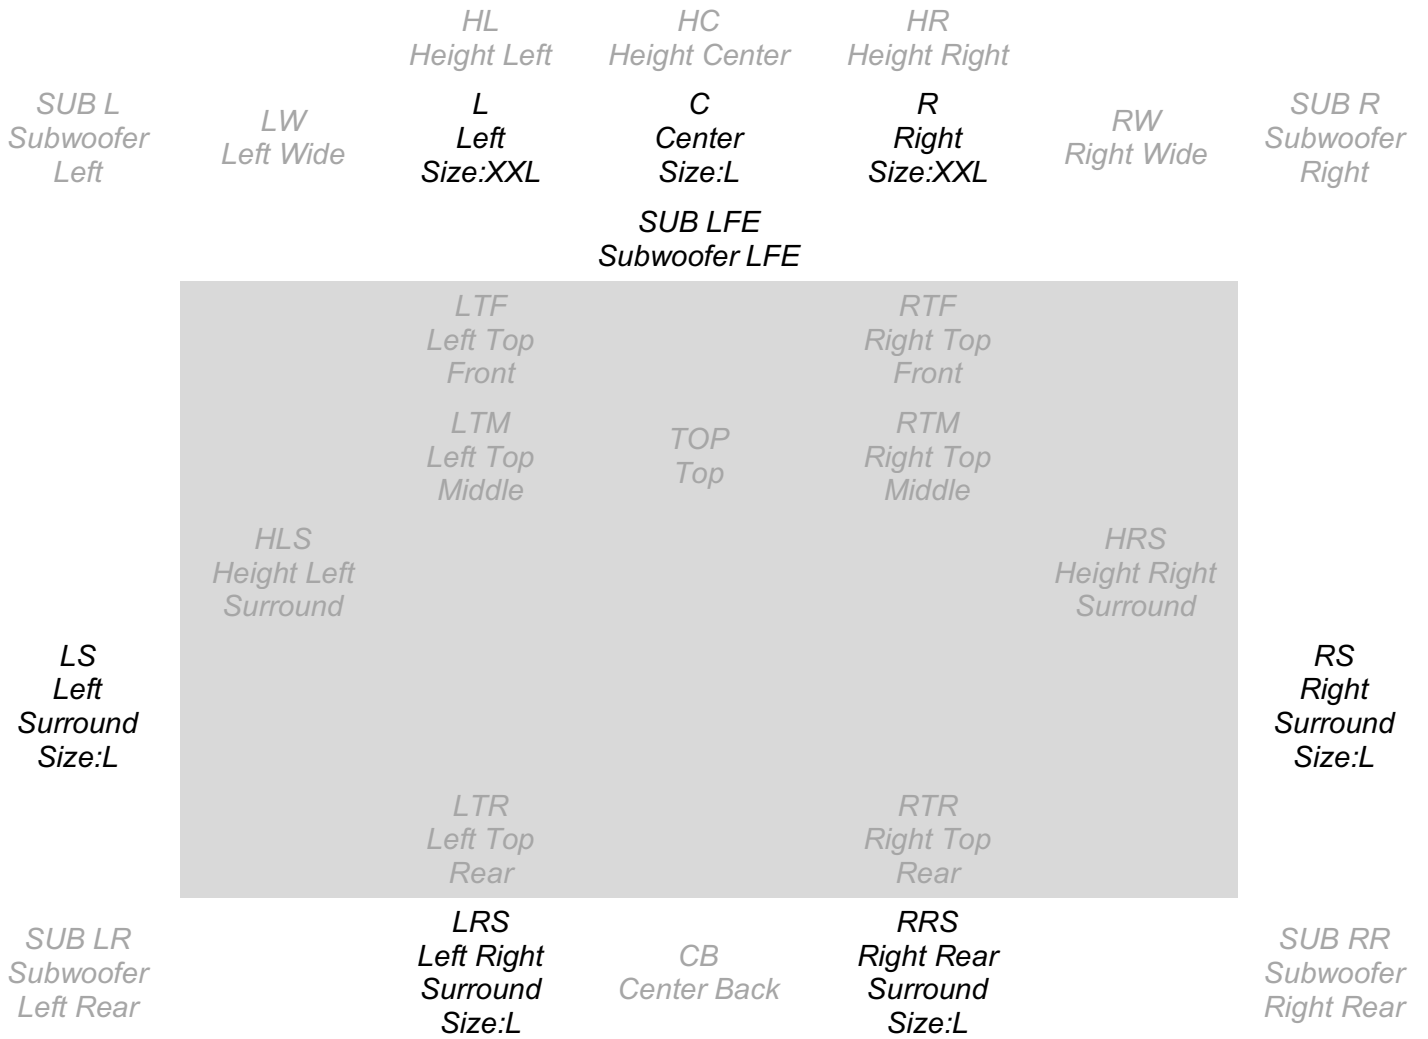 HL
Height Left
HC
Height Center
HR
Height Right
SUB L
Subwoofer
Left
LW
Left Wide
L
Left
Size:XXL
C
Center
Size:L
R
Right
Size:XXL
RW
Right Wide
SUB R
Subwoofer
Right
SUB LFE
Subwoofer LFE
LTF
Left Top
Front
RTF
Right Top
Front
LTM
Left Top
Middle
TOP
Top
RTM
Right Top
Middle
HLS
Height Left
Surround
HRS
Height Right
Surround
LS
Left
Surround
Size:L
RS
Right
Surround
Size:L
LTR
Left Top
Rear
RTR
Right Top
Rear
SUB LR
Subwoofer
Left Rear
LRS
Left Right
Surround
Size:L
CB
Center Back
RRS
Right Rear
Surround
Size:L
SUB RR
Subwoofer
Right Rear